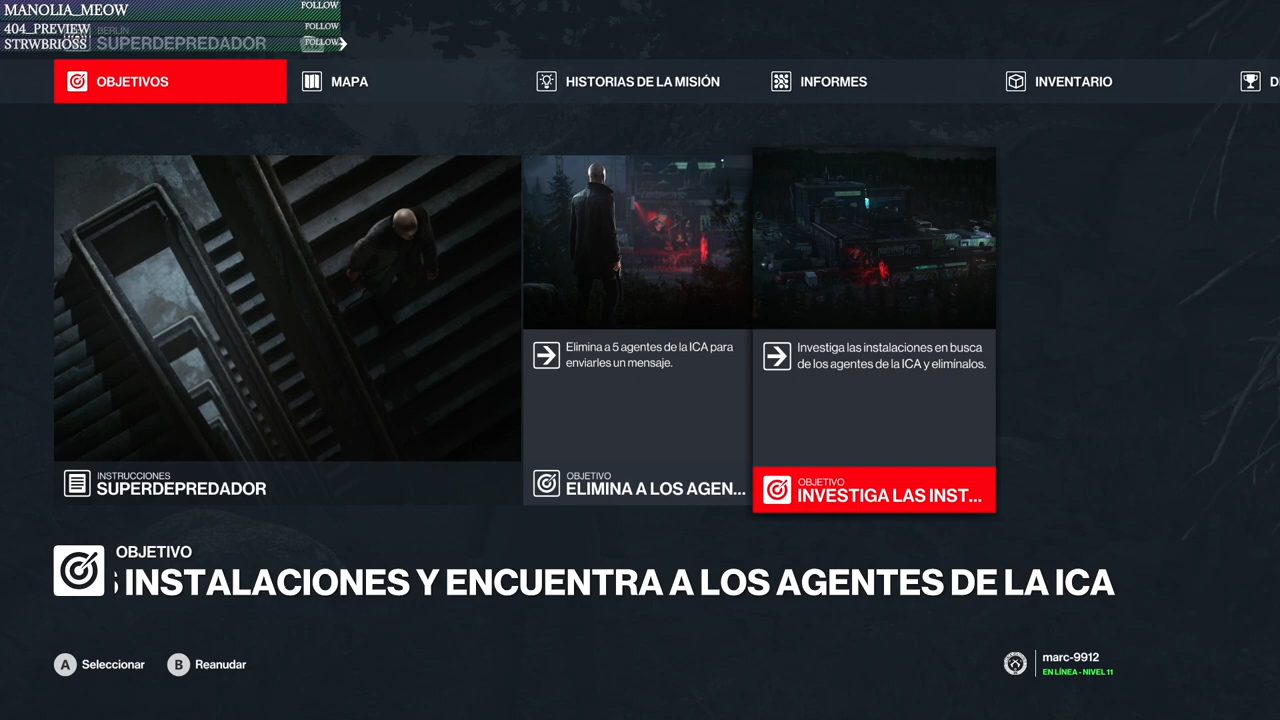 MANOLIA_MEOW
FOLLOW
404_PREVIEW
FOLLOW
STRWBRIOSS
FOLLOW
BERLÍN
SUPERDEPREDADOR
OBJETIVOS
MAPA
HISTORIAS DE LA MISIÓN
INFORMES
INVENTARIO
D
INSTRUCCIONES
SUPERDEPREDADOR
Elimina a 5 agentes de la ICA para
enviarles un mensaje.
OBJETIVO
ELIMINA A LOS AGEN...
Investiga las instalaciones en busca
de los agentes de la ICA y elimínalos.
OBJETIVO
INVESTIGA LAS INST...
OBJETIVO
S INSTALACIONES Y ENCUENTRA A LOS AGENTES DE LA ICA
A Seleccionar
B Reanudar
marc-9912
EN LÍNEA - NIVEL 11